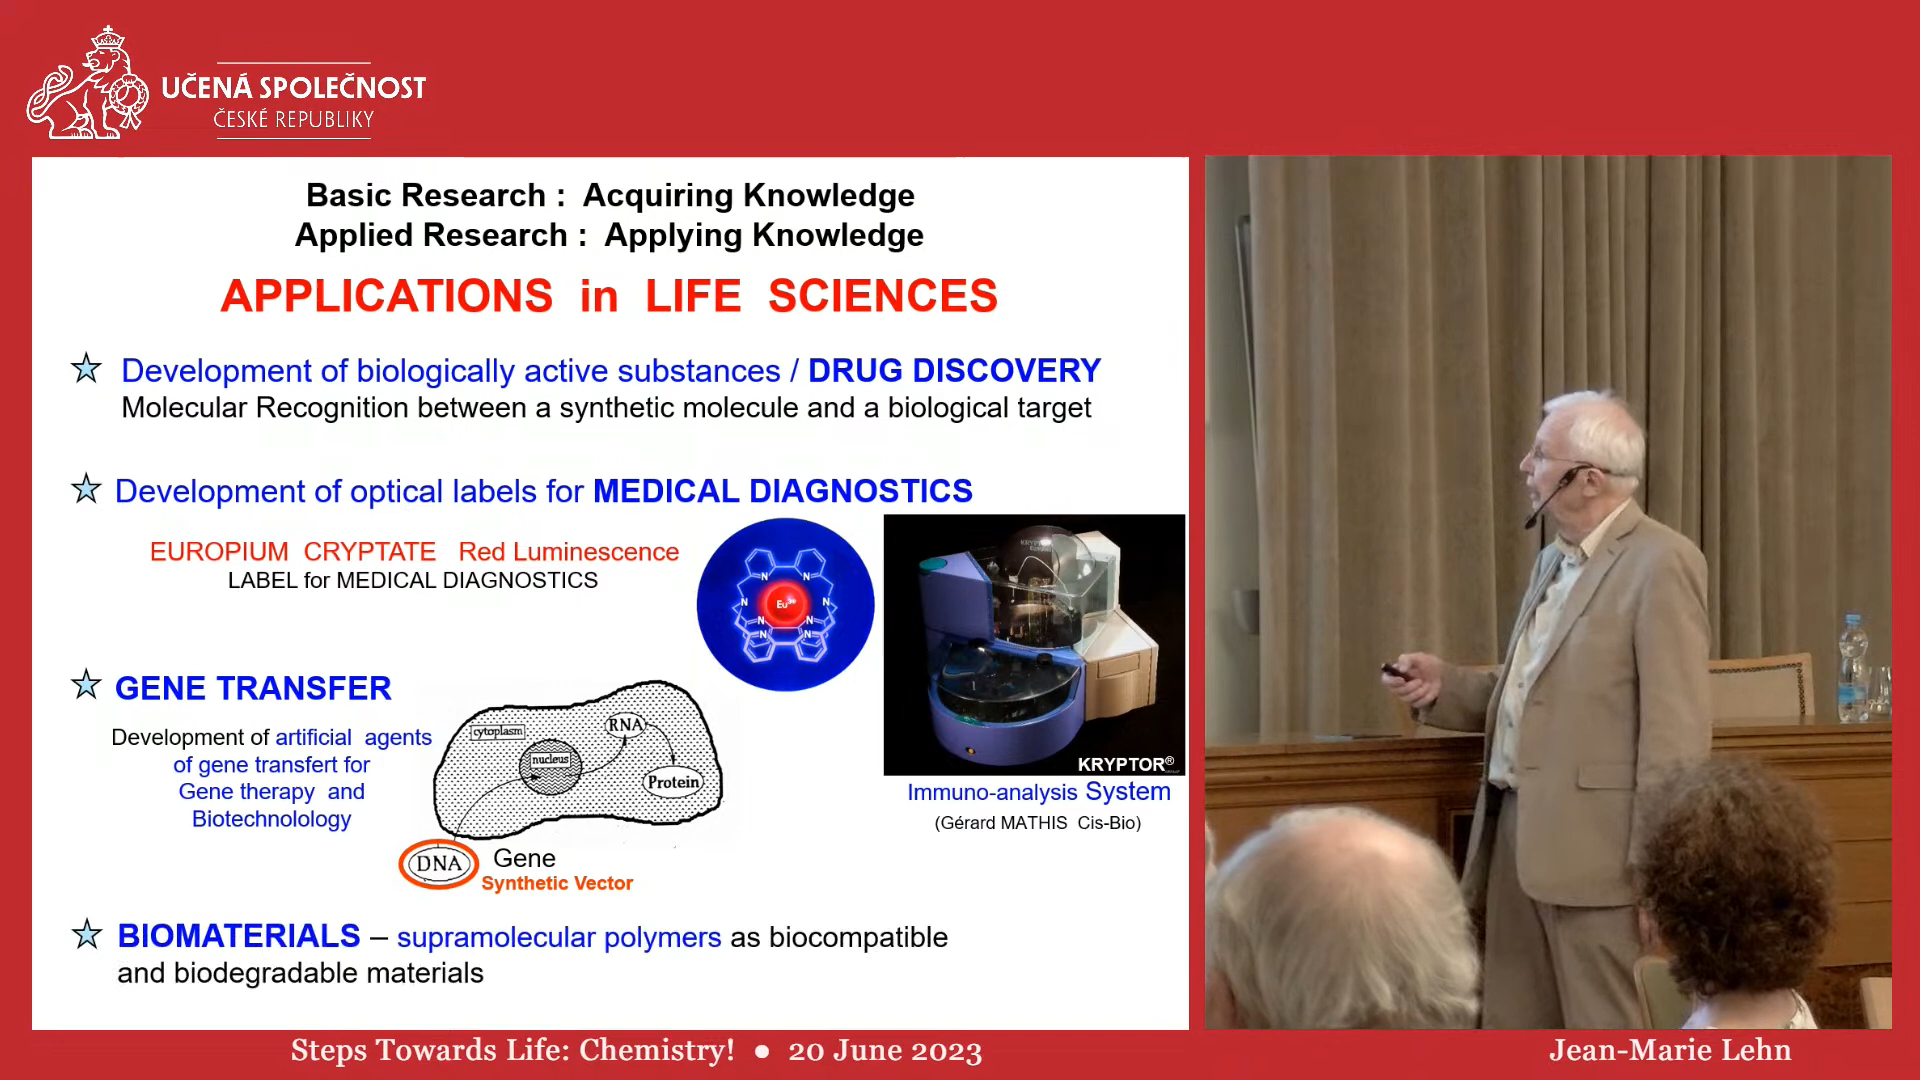 UČENÁ SPOLEČNOST
ČESKÉ REPUBLIKY
Basic Research : Acquiring Knowledge
Applied Research : Applying Knowledge
APPLICATIONS in LIFE SCIENCES
Development of biologically active substances / DRUG DISCOVERY
Molecular Recognition between a synthetic molecule and a biological target
Development of optical labels for MEDICAL DIAGNOSTICS
EUROPIUM CRYPTATE Red Luminescence
LABEL for MEDICAL DIAGNOSTICS
N N
N Eu³⁺ N
N N
N N
KRYPTOR®
Immuno-analysis System
(Gérard MATHIS Cis-Bio)
GENE TRANSFER
Development of artificial agents
of gene transfert for
Gene therapy and
Biotechnolology
cytoplasm
nucleus
RNA
Protein
DNA
Gene
Synthetic Vector
BIOMATERIALS – supramolecular polymers as biocompatible
and biodegradable materials
Steps Towards Life: Chemistry! ● 20 June 2023
Jean-Marie Lehn